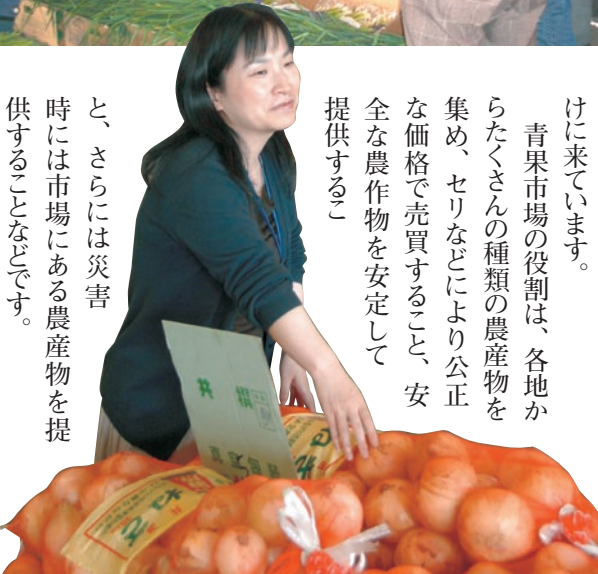 けに来ています。
　青果市場の役割は、各地か
らたくさんの種類の農産物を
集め、セリなどにより公正
な価格で売買すること、安
全な農作物を安定して
提供するこ
と、さらには災害
時には市場にある農産物を提
供することなどです。
共撰